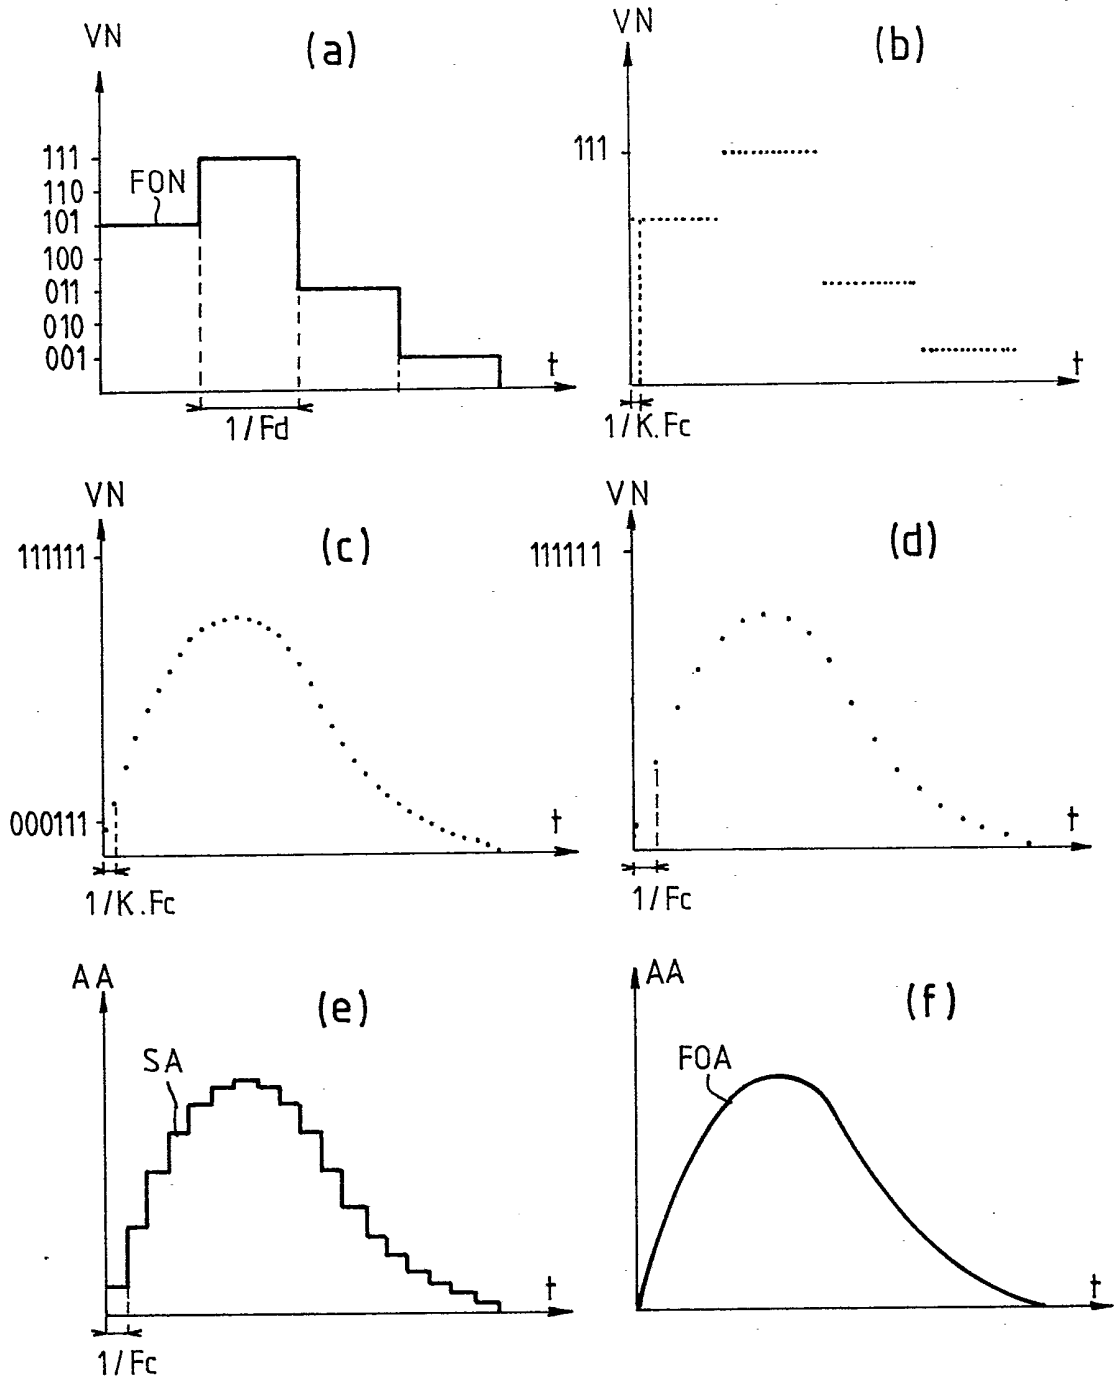 VN
(a)
111
110
101
100
011
010
001
FON
t
1/Fd
VN
(b)
111
t
1/K.Fc
VN
(c)
111111
000111
t
1/K.Fc
VN
(d)
111111
t
1/Fc
AA
(e)
SA
t
1/Fc
AA
(f)
FOA
t